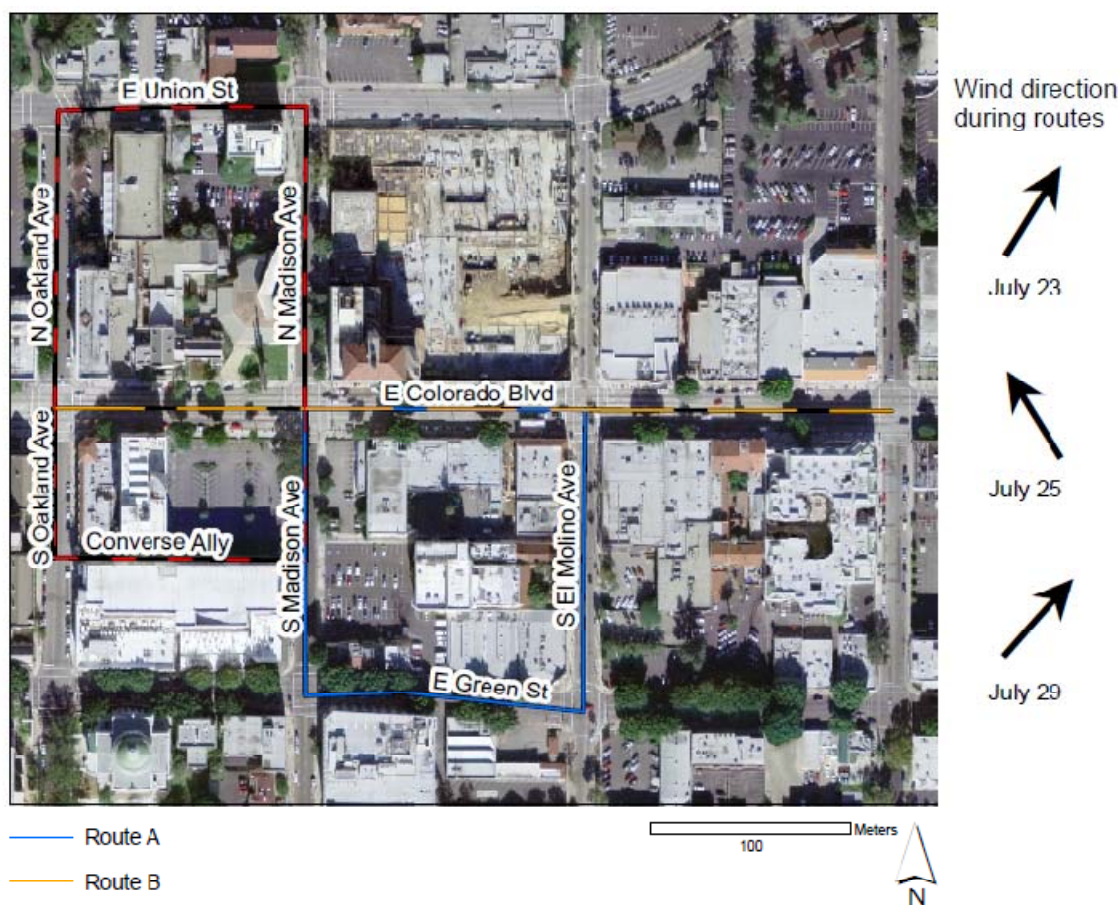 E Union St
N Oakland Ave
N Madison Ave
E Colorado Blvd
S Oakland Ave
Converse Ally
S Madison Ave
S El Molino Ave
E Green St
Wind direction
during routes
July 23
July 25
July 29
Route A
Route B
Meters
100
N